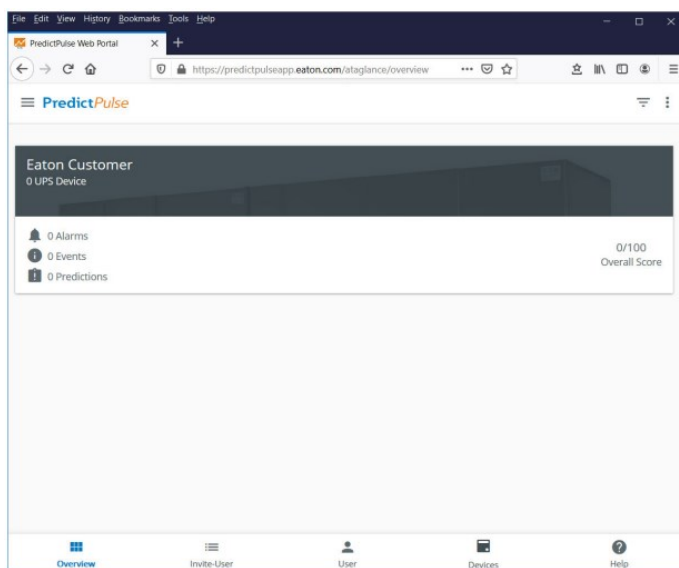 File Edit View History Bookmarks Tools Help
PredictPulse Web Portal
https://predictpulseapp.eaton.com/ataglance/overview
PredictPulse
Eaton Customer
0 UPS Device
0 Alarms
0 Events
0 Predictions
0/100
Overall Score
Overview Invite-User User Devices Help